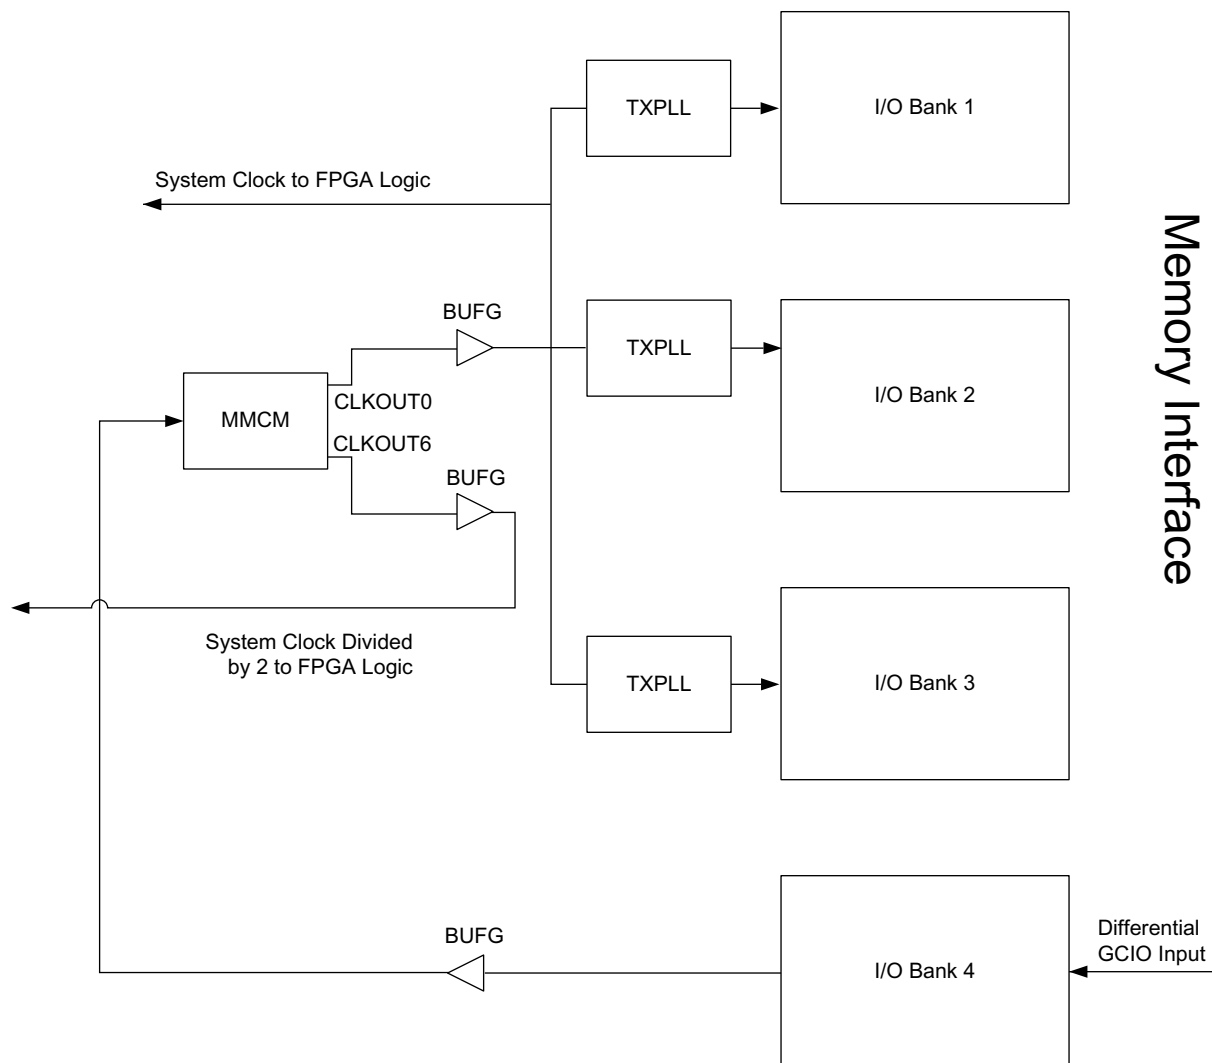 TXPLL
I/O Bank 1
System Clock to FPGA Logic
BUFG
TXPLL
I/O Bank 2
MMCM
CLKOUT0
CLKOUT6
BUFG
System Clock Divided
by 2 to FPGA Logic
TXPLL
I/O Bank 3
Memory Interface
BUFG
I/O Bank 4
Differential
GCIO Input